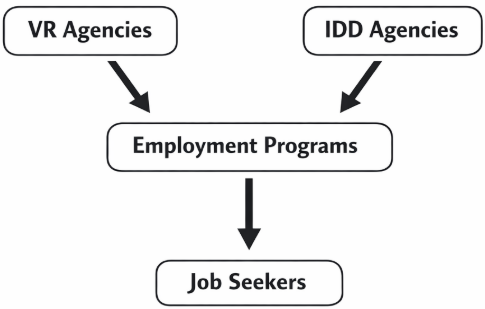 VR Agencies
IDD Agencies
Employment Programs
Job Seekers